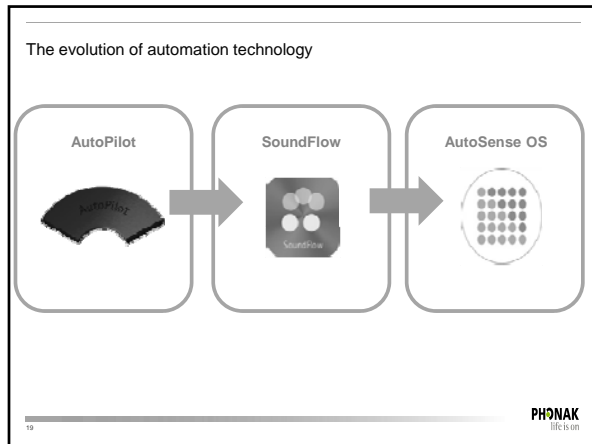 The evolution of automation technology
AutoPilot
SoundFlow
AutoSense OS
AutoPilot
SoundFlow
PHONAK
life is on
19